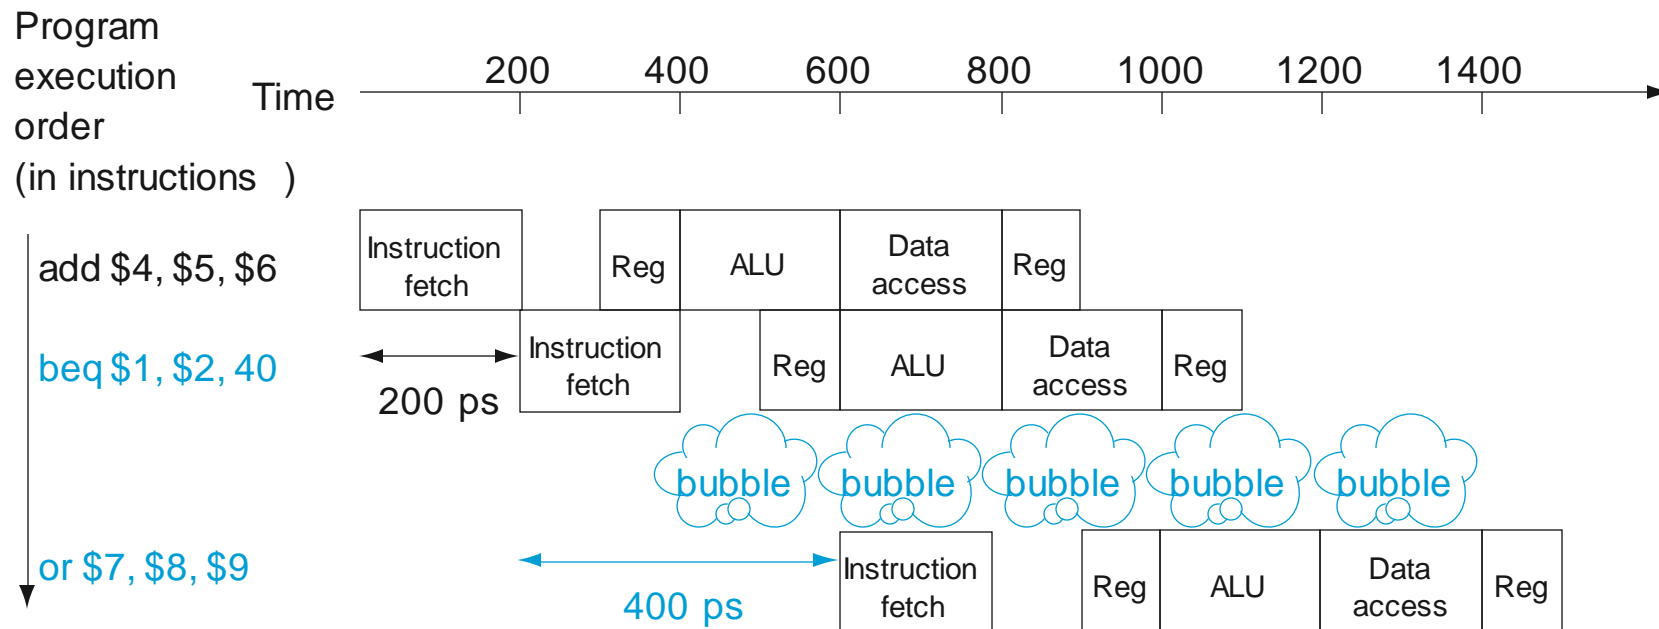 Program
execution
order
(in instructions )
Time
200 400 600 800 1000 1200 1400
add $4, $5, $6
Instruction
fetch
Reg
ALU
Data
access
Reg
beq $1, $2, 40
200 ps
Instruction
fetch
Reg
ALU
Data
access
Reg
bubble bubble bubble bubble bubble
or $7, $8, $9
400 ps
Instruction
fetch
Reg
ALU
Data
access
Reg